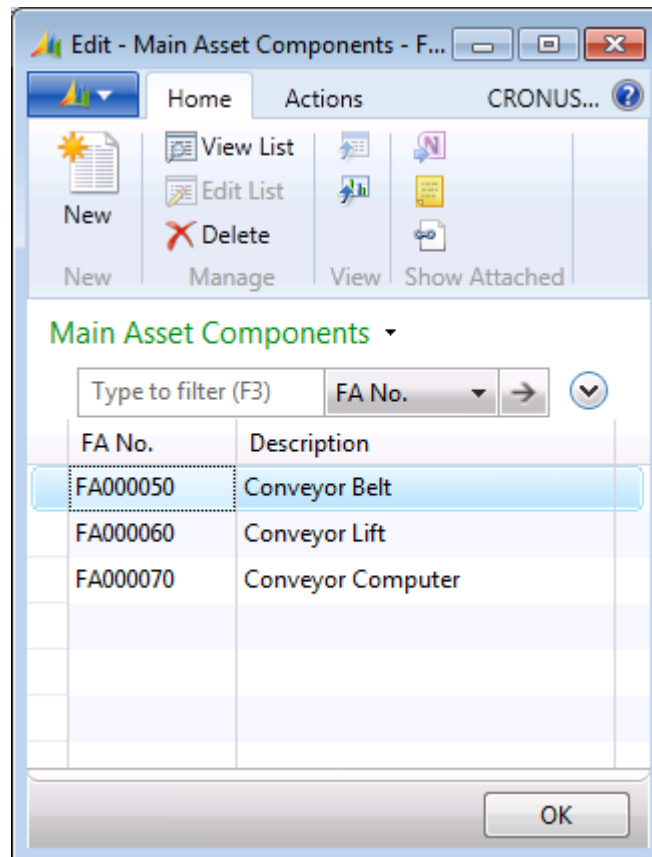 Edit - Main Asset Components - F...
Home Actions CRONUS...
New
View List
Edit List
Delete
New Manage View Show Attached
Main Asset Components
Type to filter (F3) FA No.
FA No. Description
FA000050 Conveyor Belt
FA000060 Conveyor Lift
FA000070 Conveyor Computer
OK